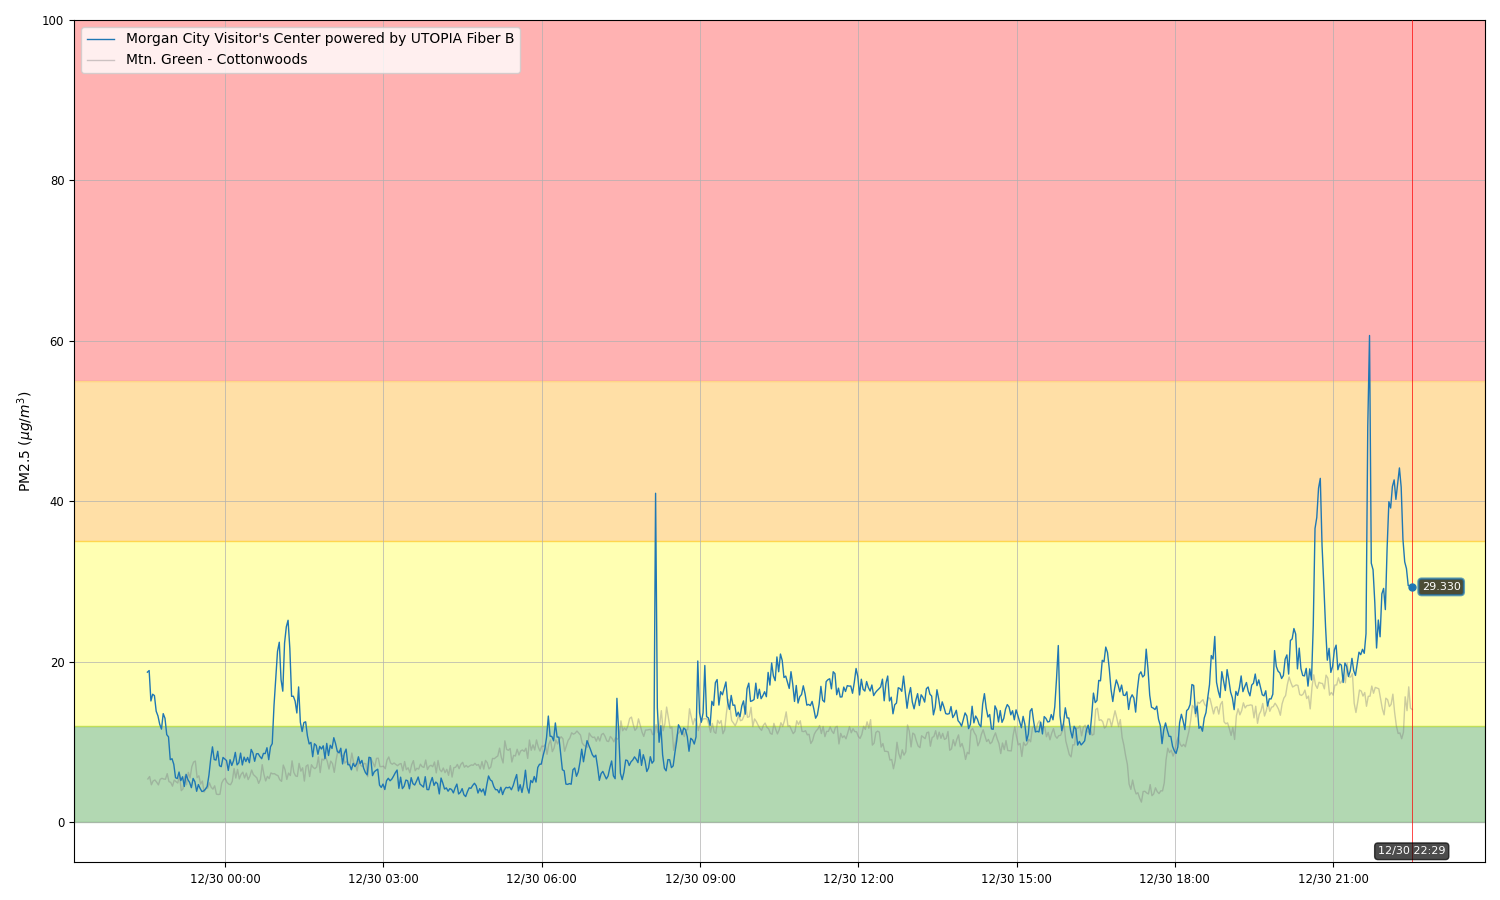 100
Morgan City Visitor's Center powered by UTOPIA Fiber B
Mtn. Green - Cottonwoods
80
60
PM2.5 (μg/m³)
40
29.330
20
0
12/30 22:29
12/30 00:00 12/30 03:00 12/30 06:00 12/30 09:00 12/30 12:00 12/30 15:00 12/30 18:00 12/30 21:00